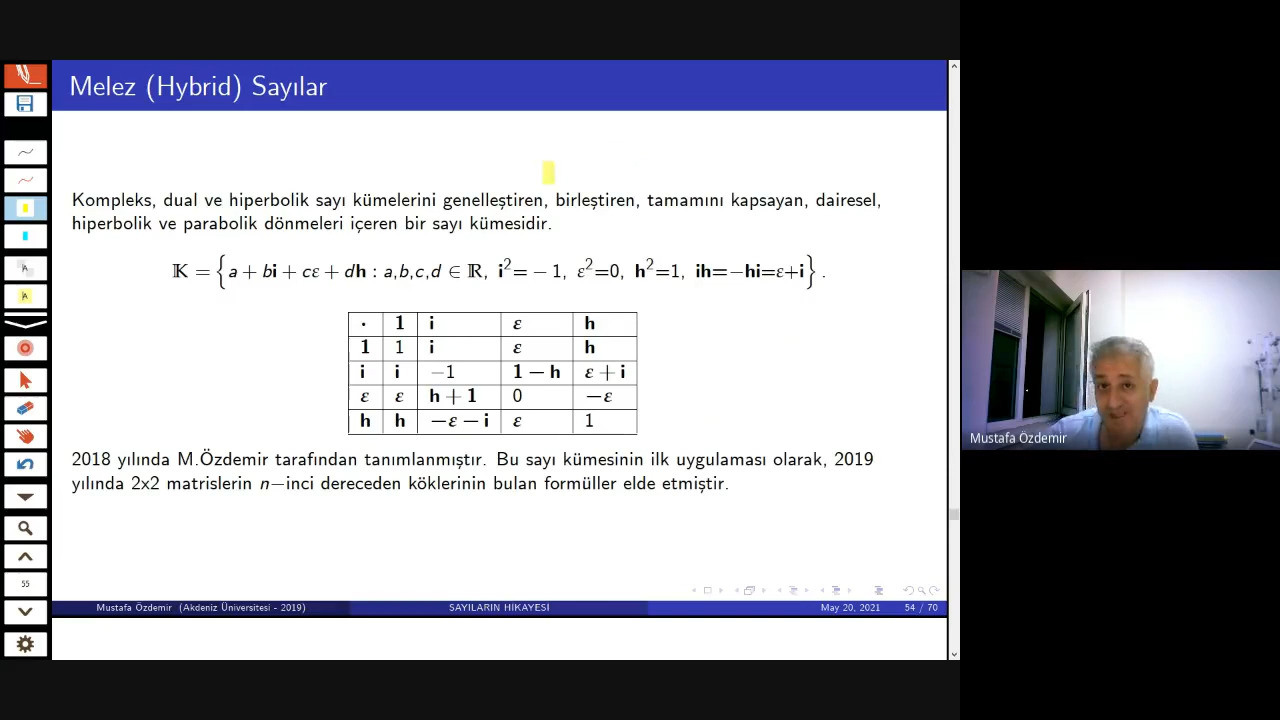 Melez (Hybrid) Sayılar
Kompleks, dual ve hiperbolik sayı kümelerini genelleştiren, birleştiren, tamamını kapsayan, dairesel,
hiperbolik ve parabolik dönmeleri içeren bir sayı kümesidir.
𝕂 = {a + bi + cε + dh : a,b,c,d ∈ ℝ, i²=−1, ε²=0, h²=1, ih=−hi=ε+i}.
· 1 i ε h
1 1 i ε h
i i −1 1 − h ε + i
ε ε h + 1 0 −ε
h h −ε − i ε 1
2018 yılında M.Özdemir tarafından tanımlanmıştır. Bu sayı kümesinin ilk uygulaması olarak, 2019
yılında 2x2 matrislerin n−inci dereceden köklerinin bulan formüller elde etmiştir.
Mustafa Özdemir (Akdeniz Üniversitesi - 2019) SAYILARIN HİKAYESİ May 20, 2021 54 / 70
A
A
55
Mustafa Özdemir